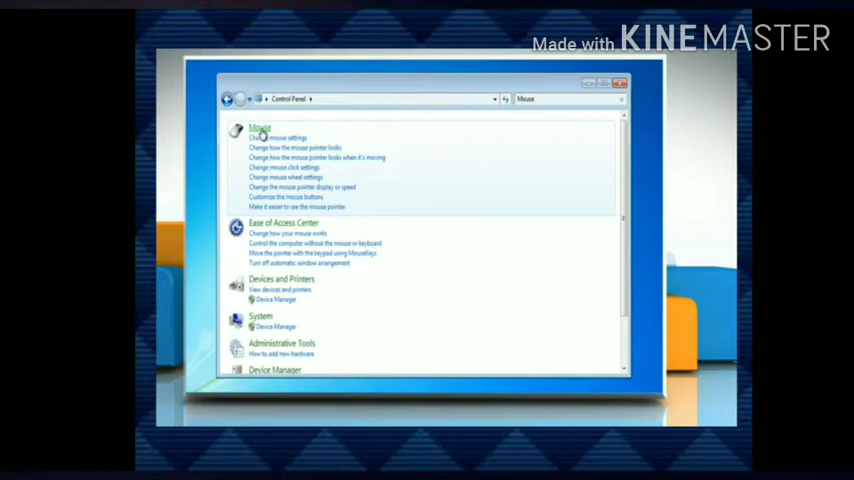 Made with KINEMASTER
Control Panel
Mouse
Mouse
Change mouse settings
Change how the mouse pointer looks
Change how the mouse pointer looks when it's moving
Change mouse click settings
Change mouse wheel settings
Change the mouse pointer display or speed
Customize the mouse buttons
Make it easier to see the mouse pointer
Ease of Access Center
Change how your mouse works
Control the computer without the mouse or keyboard
Move the pointer with the keypad using MouseKeys
Turn off automatic window arrangement
Devices and Printers
View devices and printers
Device Manager
System
Device Manager
Administrative Tools
How to add new hardware
Device Manager